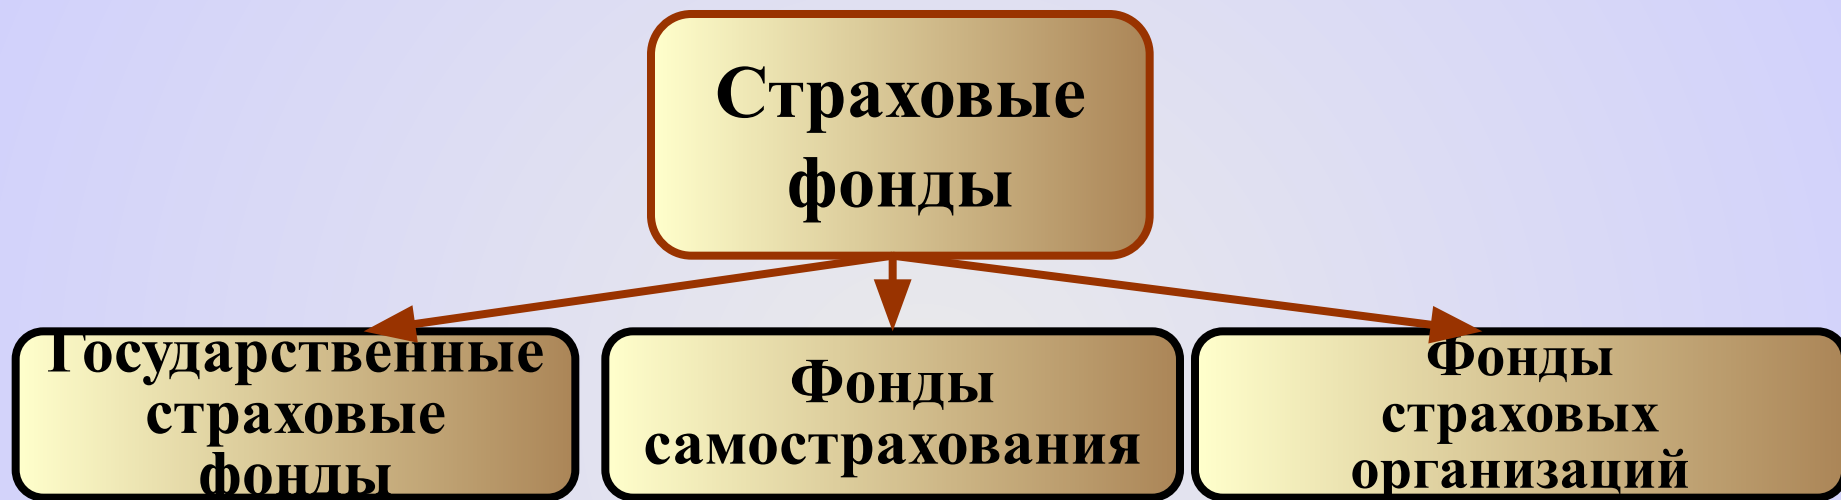 Страховые
фонды
Государственные
страховые
фонды
Фонды
самострахования
Фонды
страховых
организаций